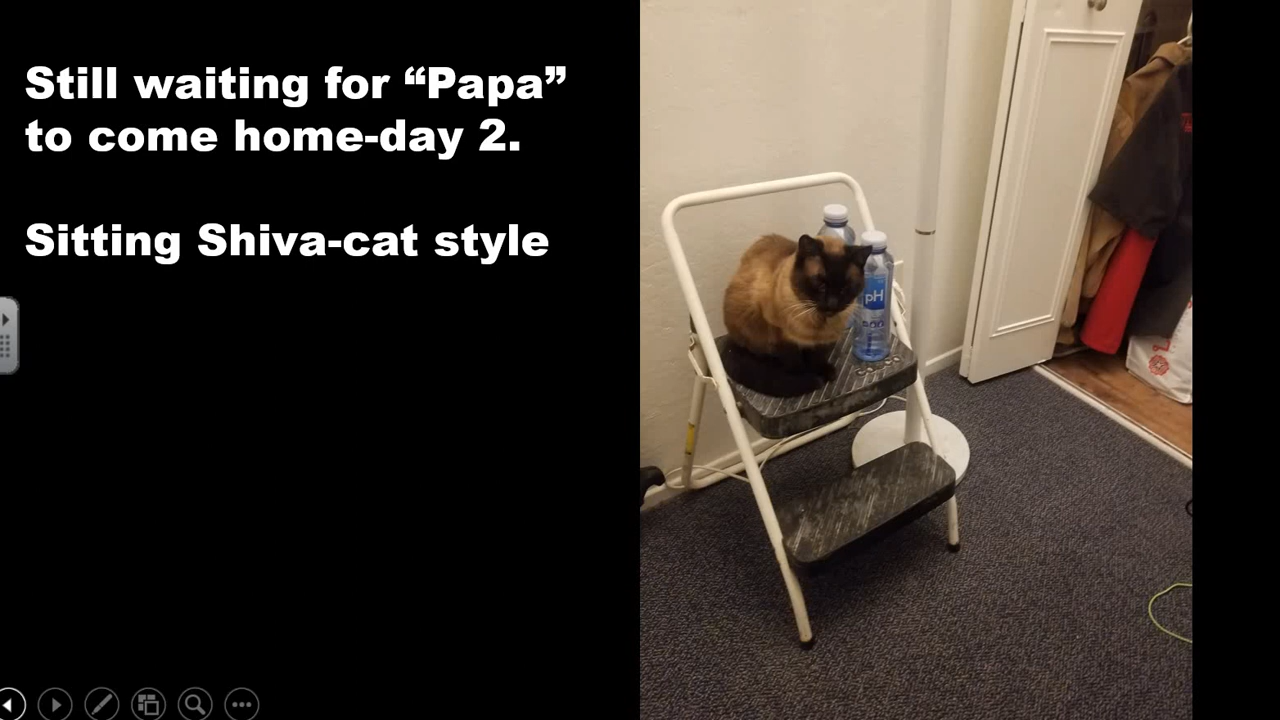 Still waiting for “Papa”
to come home-day 2.
Sitting Shiva-cat style
pH